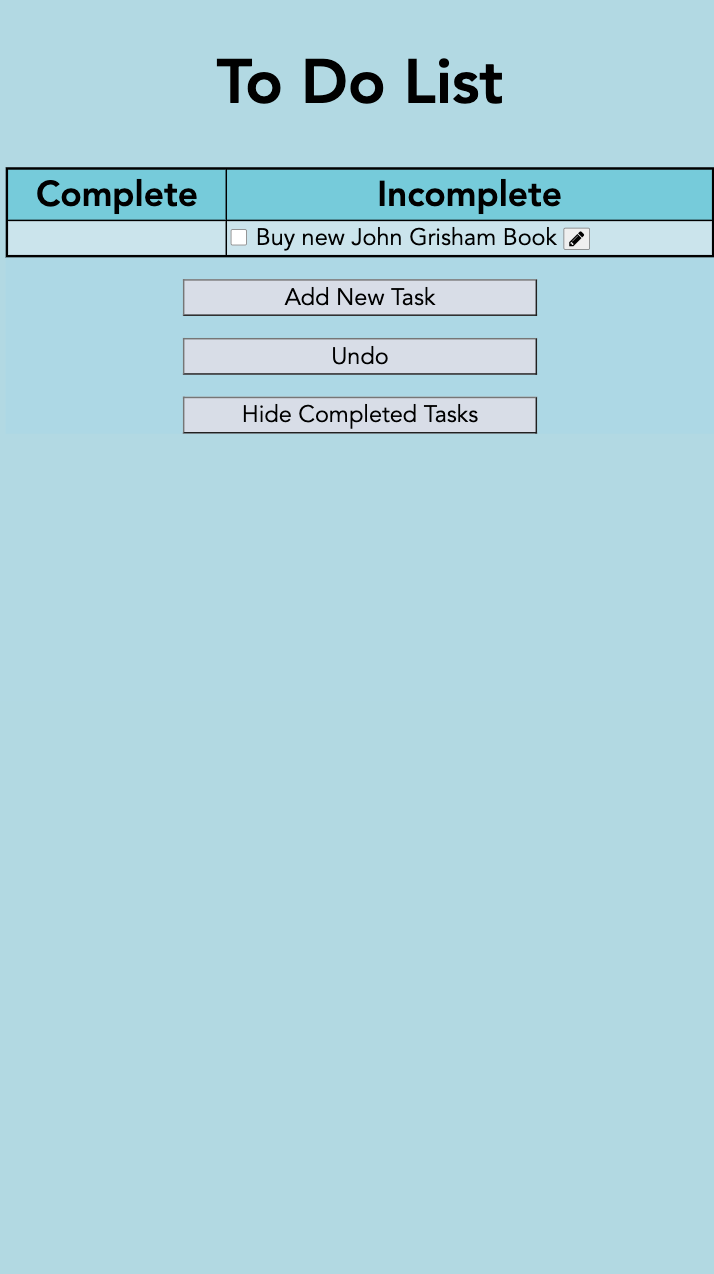 To Do List
Complete Incomplete
Buy new John Grisham Book
Add New Task
Undo
Hide Completed Tasks